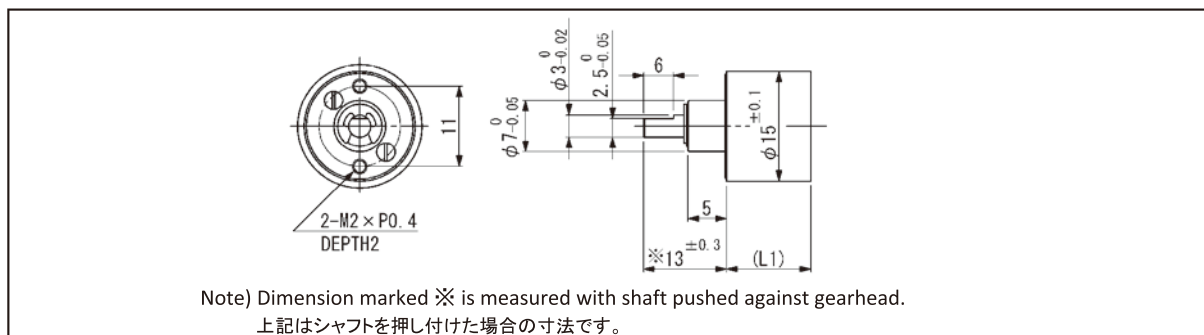 φ7 0 -0.05
φ3 0 -0.02
2.5 0 -0.05
6
φ15 ±0.1
11
5
※13 ±0.3
(L1)
2-M2×P0.4
DEPTH2
Note) Dimension marked ※ is measured with shaft pushed against gearhead.
上記はシャフトを押し付けた場合の寸法です。